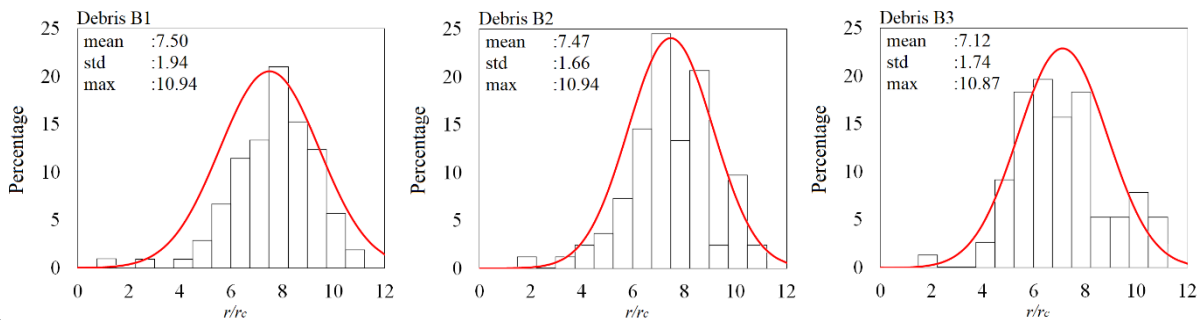 Debris B1
mean :7.50
std :1.94
max :10.94
25
20
15
10
5
0
Percentage
0 2 4 6 8 10 12
r/rc
Debris B2
mean :7.47
std :1.66
max :10.94
25
20
15
10
5
0
Percentage
0 2 4 6 8 10 12
r/rc
Debris B3
mean :7.12
std :1.74
max :10.87
25
20
15
10
5
0
Percentage
0 2 4 6 8 10 12
r/rc